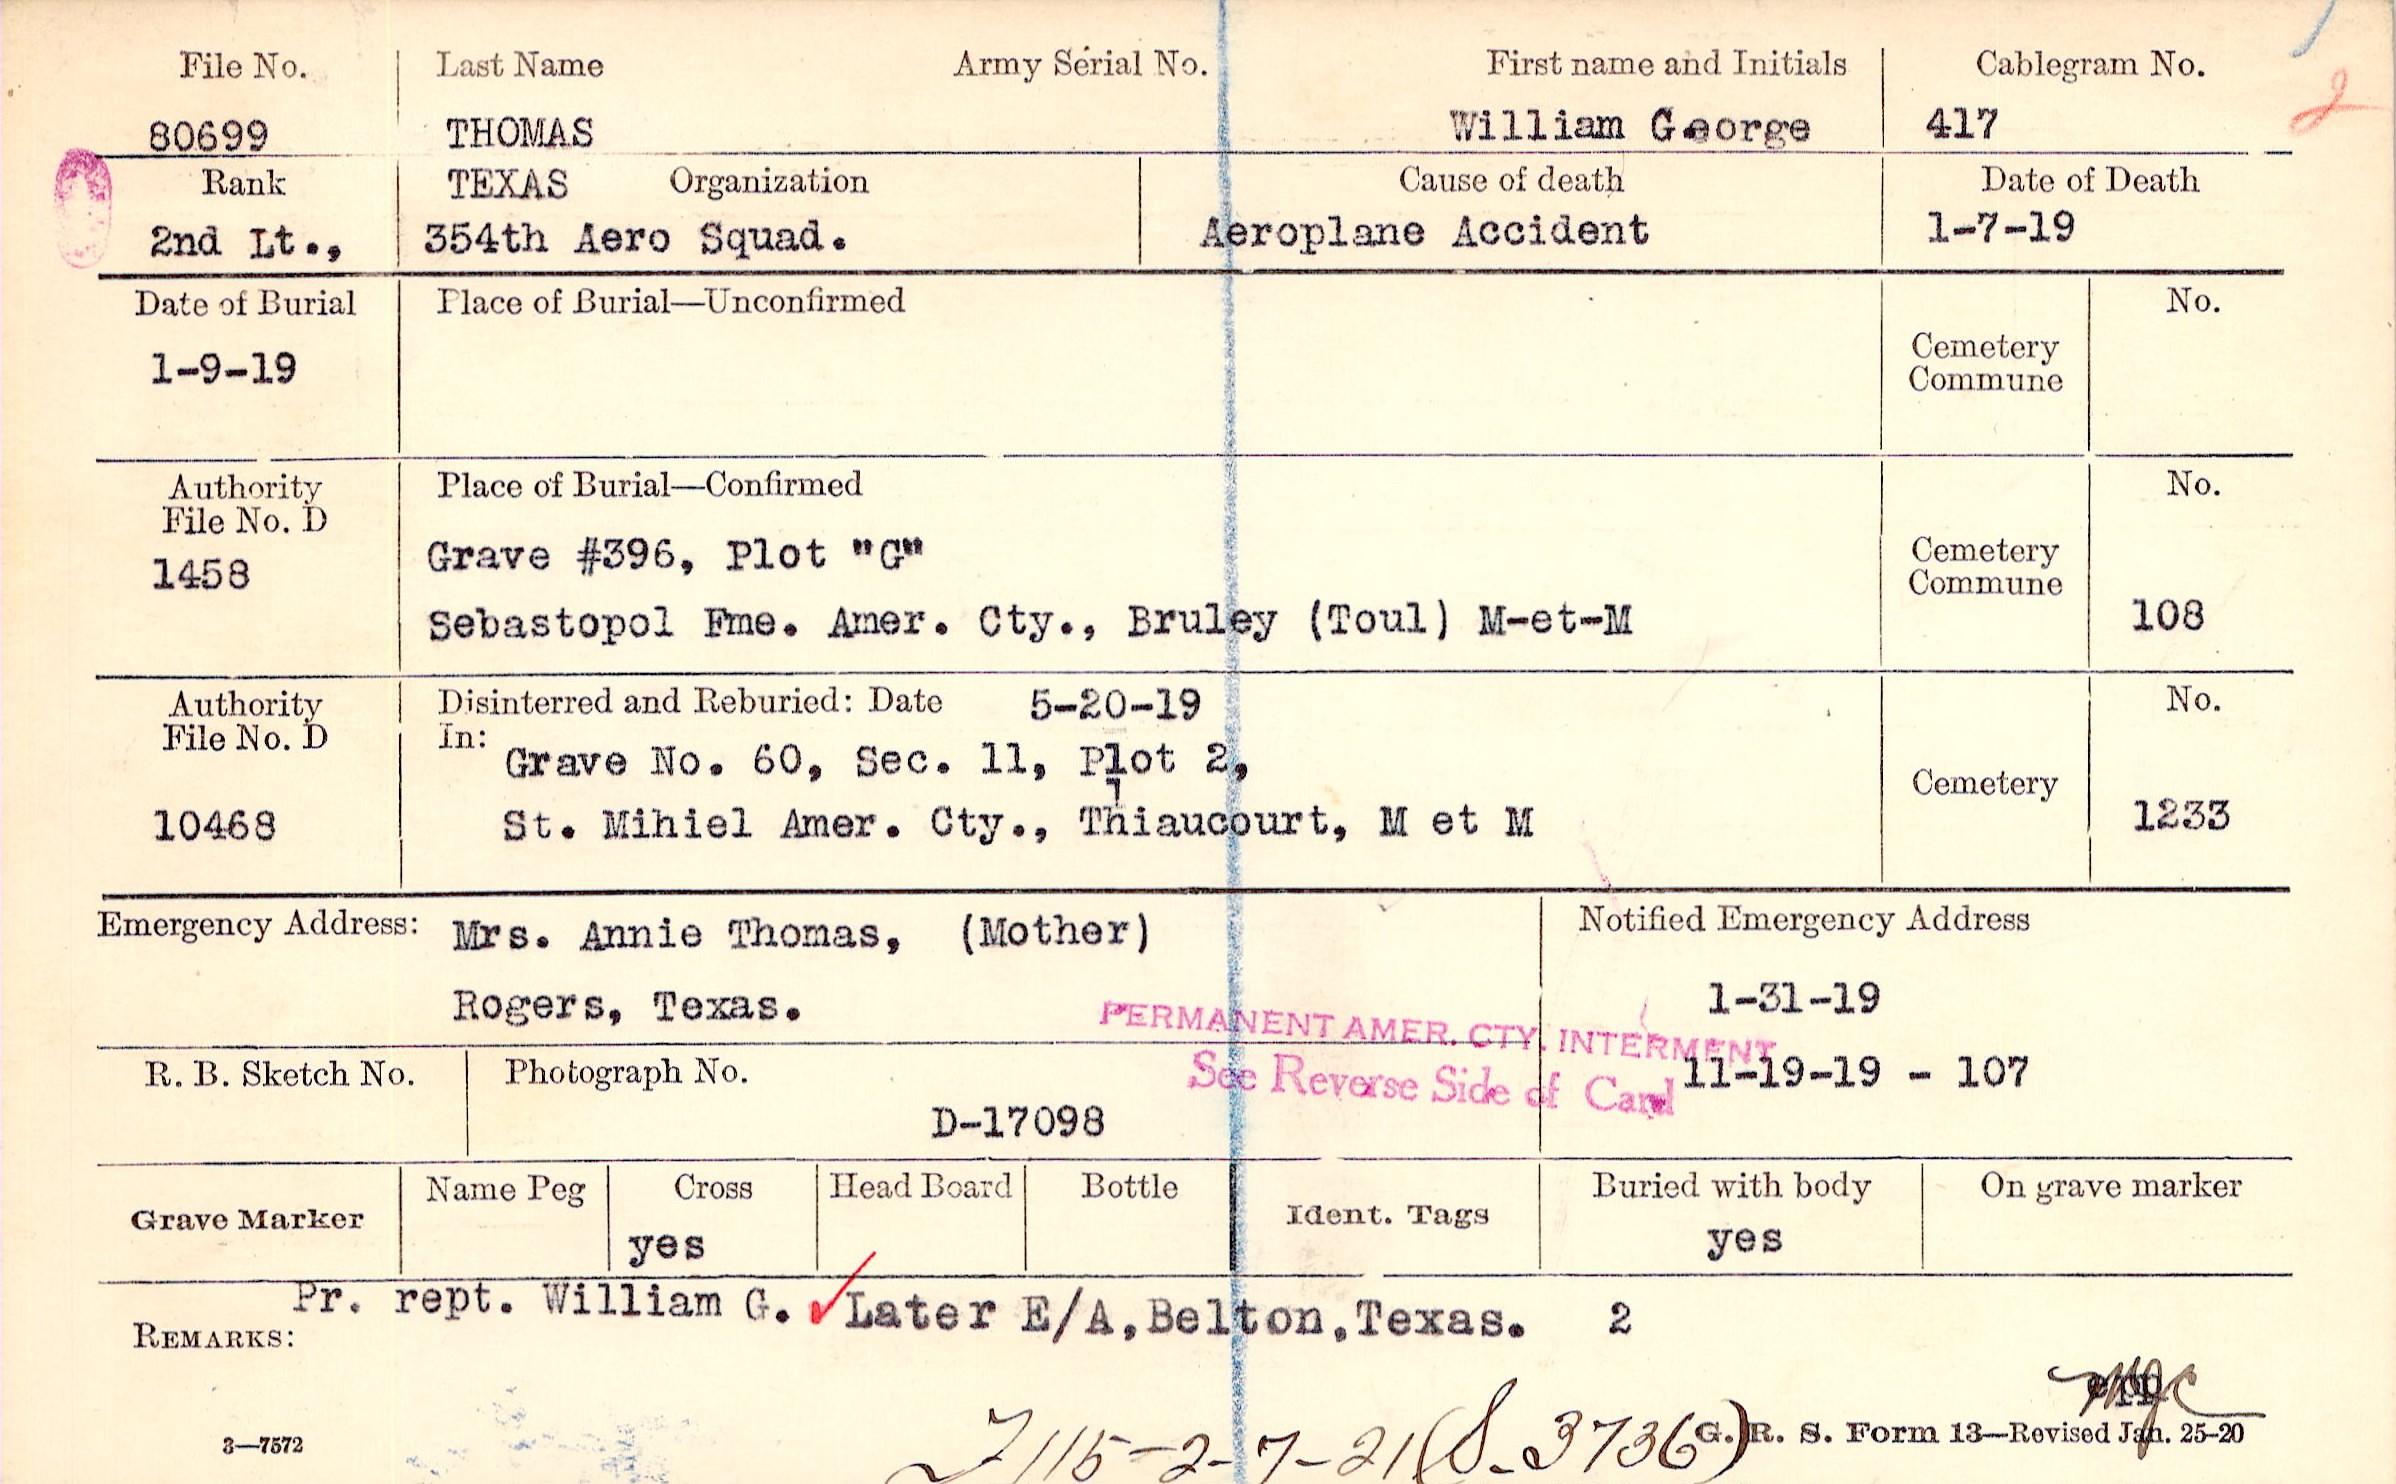 File No. Last Name Army Serial No. First name and Initials Cablegram No.
2
80699 THOMAS William George 417
Rank TEXAS Organization Cause of death Date of Death
2nd Lt., 354th Aero Squad. Aeroplane Accident 1-7-19
Date of Burial Place of Burial—Unconfirmed No.
1-9-19
Cemetery
Commune
Authority Place of Burial—Confirmed No.
File No. D
1458
Grave #396, Plot "G"
Cemetery
Commune
Sebastopol Fme. Amer. Cty., Bruley (Toul) M-et-M 108
Authority Disinterred and Reburied: Date 5-20-19 No.
File No. D In:
Grave No. 60, Sec. 11, Plot 2,
Cemetery
10468 St. Mihiel Amer. Cty., Thiaucourt, M et M 1233
Emergency Address: Mrs. Annie Thomas, (Mother) Notified Emergency Address
Rogers, Texas. 1-31-19
PERMANENT AMER. CTY. INTERMENT
See Reverse Side of Card
11-19-19 - 107
R. B. Sketch No. Photograph No.
D-17098
Grave Marker Name Peg Cross Head Board Bottle Ident. Tags Buried with body On grave marker
yes yes
Pr. rept. William G. ✓ Later E/A, Belton, Texas. 2
REMARKS:
115-2-7-21 (S. 3736)
3—7572 G. R. S. Form 13—Revised Jan. 25-20